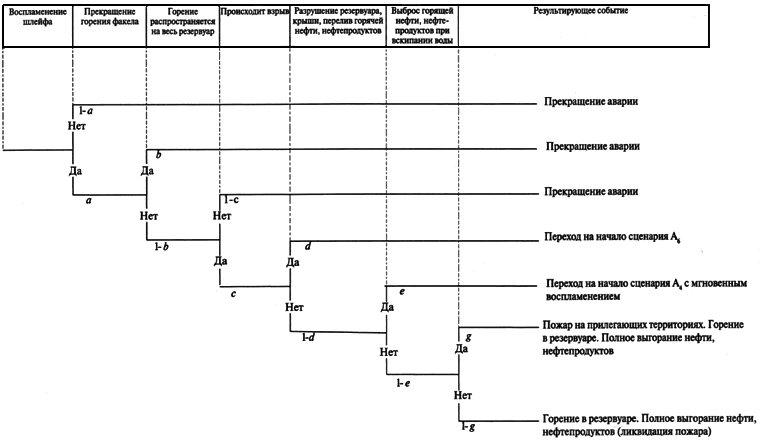 Воспламенение
шлейфа
Прекращение
горения факела
Горение
распространяется
на весь резервуар
Происходит взрыв
Разрушение резервуара,
крыши, перелив горячей
нефти, нефтепродуктов
Выброс горящей
нефти, нефте-
продуктов при
вскипании воды
Результирующее событие
1-a
Прекращение аварии
Нет
b
Прекращение аварии
Да
Да
a
1-c
Прекращение аварии
Нет
Нет
1-b
d
Переход на начало сценария А6
Да
Да
c
e
Переход на начало сценария А4 с мгновенным
воспламенением
Нет
Да
1-d
g
Пожар на прилегающих территориях. Горение
в резервуаре. Полное выгорание нефти,
нефтепродуктов
Нет
Да
1-e
Нет
1-g
Горение в резервуаре. Полное выгорание нефти,
нефтепродуктов (ликвидация пожара)